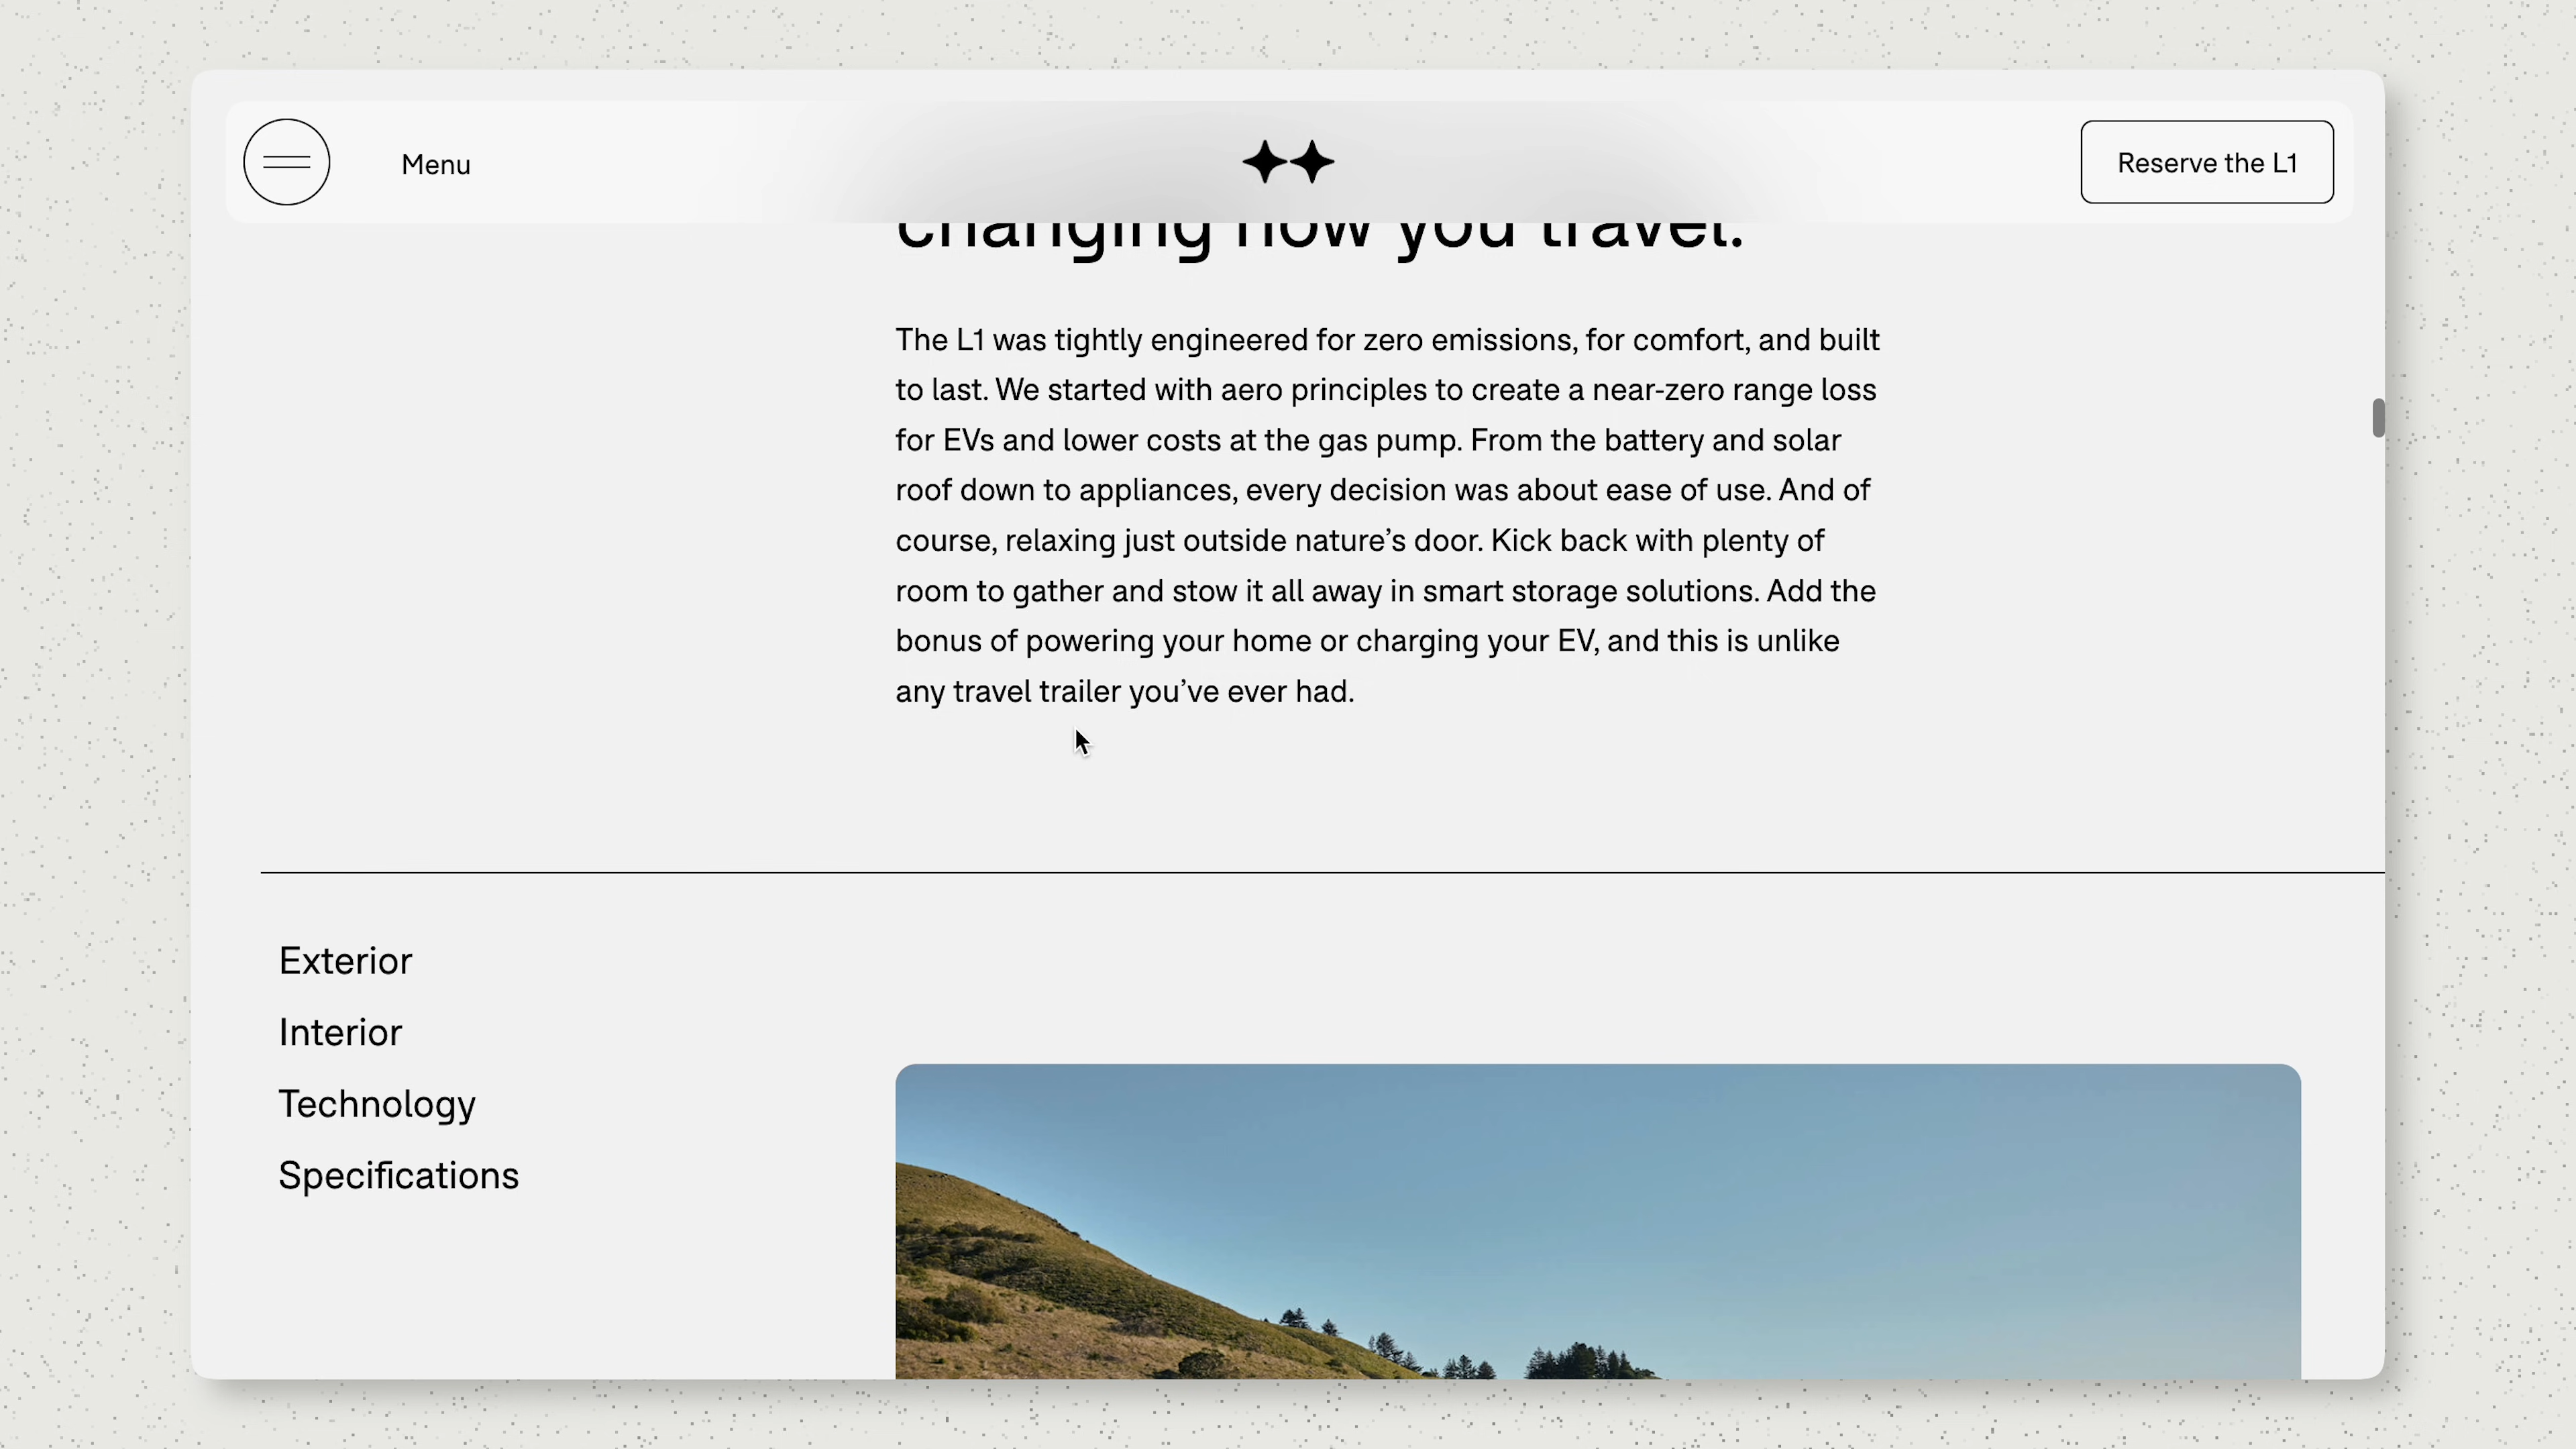 Menu
Reserve the L1
changing how you travel.
The L1 was tightly engineered for zero emissions, for comfort, and built
to last. We started with aero principles to create a near-zero range loss
for EVs and lower costs at the gas pump. From the battery and solar
roof down to appliances, every decision was about ease of use. And of
course, relaxing just outside nature’s door. Kick back with plenty of
room to gather and stow it all away in smart storage solutions. Add the
bonus of powering your home or charging your EV, and this is unlike
any travel trailer you’ve ever had.
Exterior
Interior
Technology
Specifications